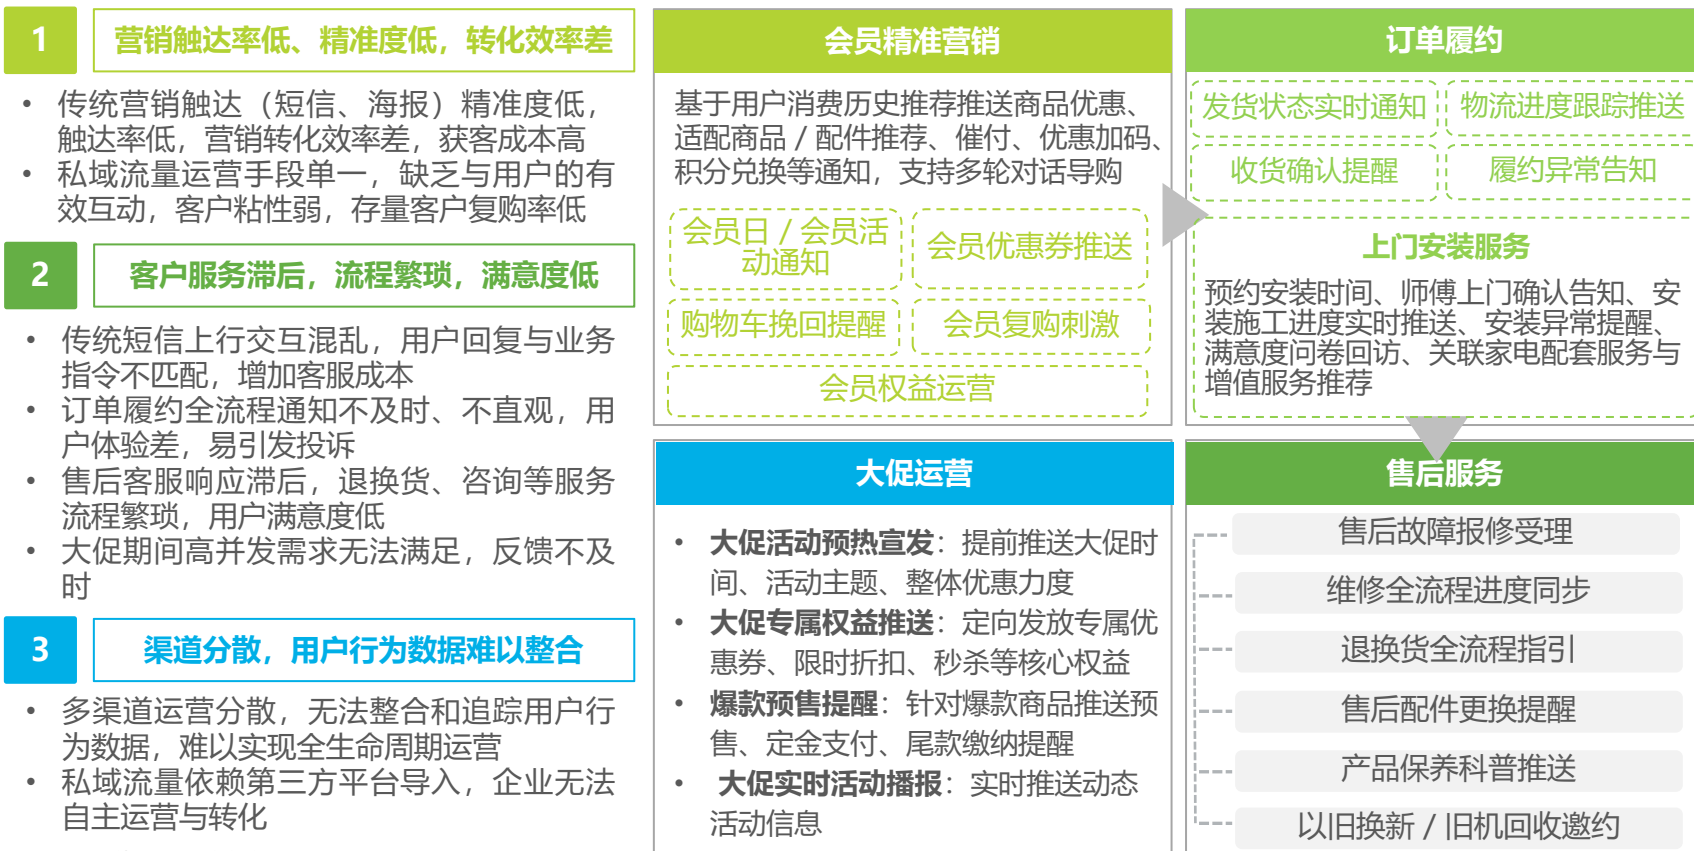 1
营销触达率低、精准度低，转化效率差
• 传统营销触达（短信、海报）精准度低，
触达率低，营销转化效率差，获客成本高
• 私域流量运营手段单一，缺乏与用户的有
效互动，客户粘性弱，存量客户复购率低
2
客户服务滞后，流程繁琐，满意度低
• 传统短信上行交互混乱，用户回复与业务
指令不匹配，增加客服成本
• 订单履约全流程通知不及时、不直观，用
户体验差，易引发投诉
• 售后客服响应滞后，退换货、咨询等服务
流程繁琐，用户满意度低
• 大促期间高并发需求无法满足，反馈不及
时
3
渠道分散，用户行为数据难以整合
• 多渠道运营分散，无法整合和追踪用户行
为数据，难以实现全生命周期运营
• 私域流量依赖第三方平台导入，企业无法
自主运营与转化
会员精准营销
基于用户消费历史推荐推送商品优惠、
适配商品 / 配件推荐、催付、优惠加码、
积分兑换等通知，支持多轮对话导购
会员日 / 会员活
动通知
会员优惠券推送
购物车挽回提醒
会员复购刺激
会员权益运营
大促运营
• 大促活动预热宣发：提前推送大促时
间、活动主题、整体优惠力度
• 大促专属权益推送：定向发放专属优
惠券、限时折扣、秒杀等核心权益
• 爆款预售提醒：针对爆款商品推送预
售、定金支付、尾款缴纳提醒
• 大促实时活动播报：实时推送动态
活动信息
订单履约
发货状态实时通知
物流进度跟踪推送
收货确认提醒
履约异常告知
上门安装服务
预约安装时间、师傅上门确认告知、安
装施工进度实时推送、安装异常提醒、
满意度问卷回访、关联家电配套服务与
增值服务推荐
售后服务
售后故障报修受理
维修全流程进度同步
退换货全流程指引
售后配件更换提醒
产品保养科普推送
以旧换新 / 旧机回收邀约